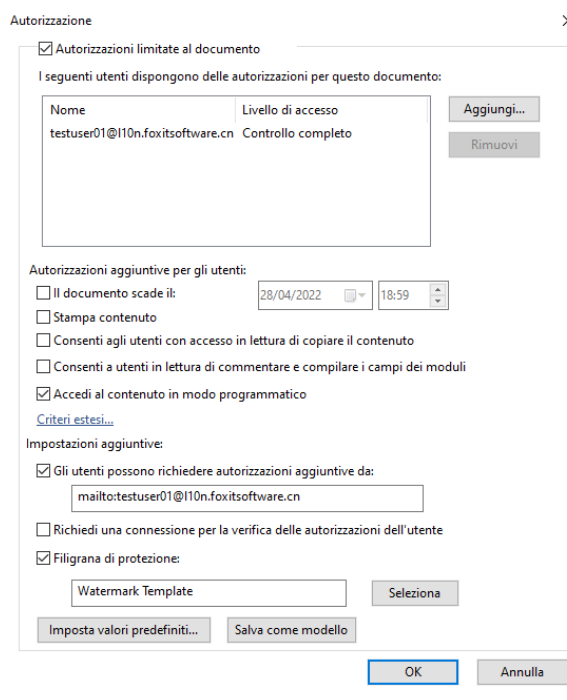 Autorizzazione
Autorizzazioni limitate al documento
I seguenti utenti dispongono delle autorizzazioni per questo documento:
Nome Livello di accesso
Aggiungi...
testuser01@l10n.foxitsoftware.cn Controllo completo
Rimuovi
Autorizzazioni aggiuntive per gli utenti:
Il documento scade il: 28/04/2022 18:59
Stampa contenuto
Consenti agli utenti con accesso in lettura di copiare il contenuto
Consenti a utenti in lettura di commentare e compilare i campi dei moduli
Accedi al contenuto in modo programmatico
Criteri estesi...
Impostazioni aggiuntive:
Gli utenti possono richiedere autorizzazioni aggiuntive da:
mailto:testuser01@l10n.foxitsoftware.cn
Richiedi una connessione per la verifica delle autorizzazioni dell'utente
Filigrana di protezione:
Watermark Template Seleziona
Imposta valori predefiniti... Salva come modello
OK Annulla